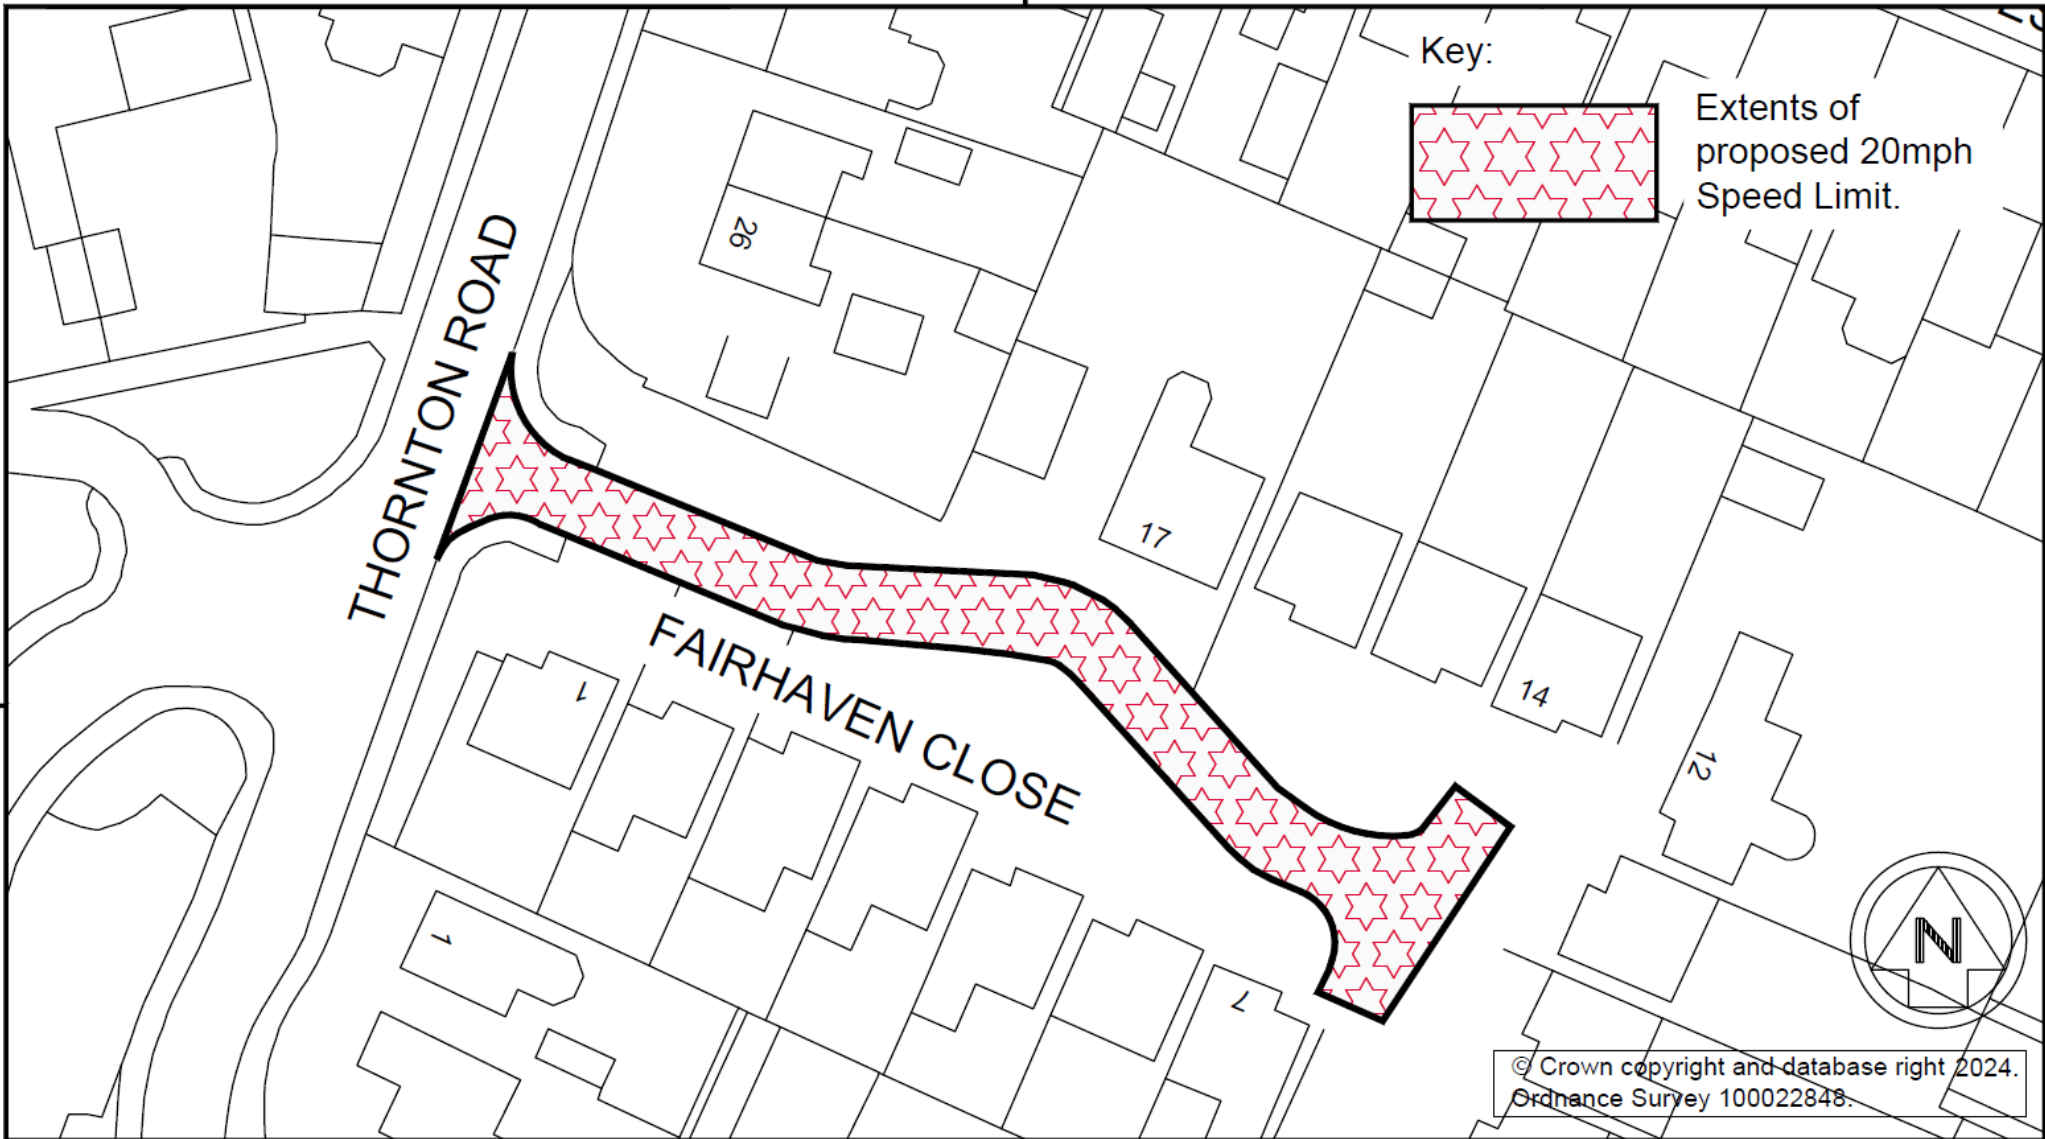 Key:
Extents of
proposed 20mph
Speed Limit.
26
THORNTON ROAD
17
FAIRHAVEN CLOSE
1
14
12
1
7
N
© Crown copyright and database right 2024.
Ordnance Survey 100022848.